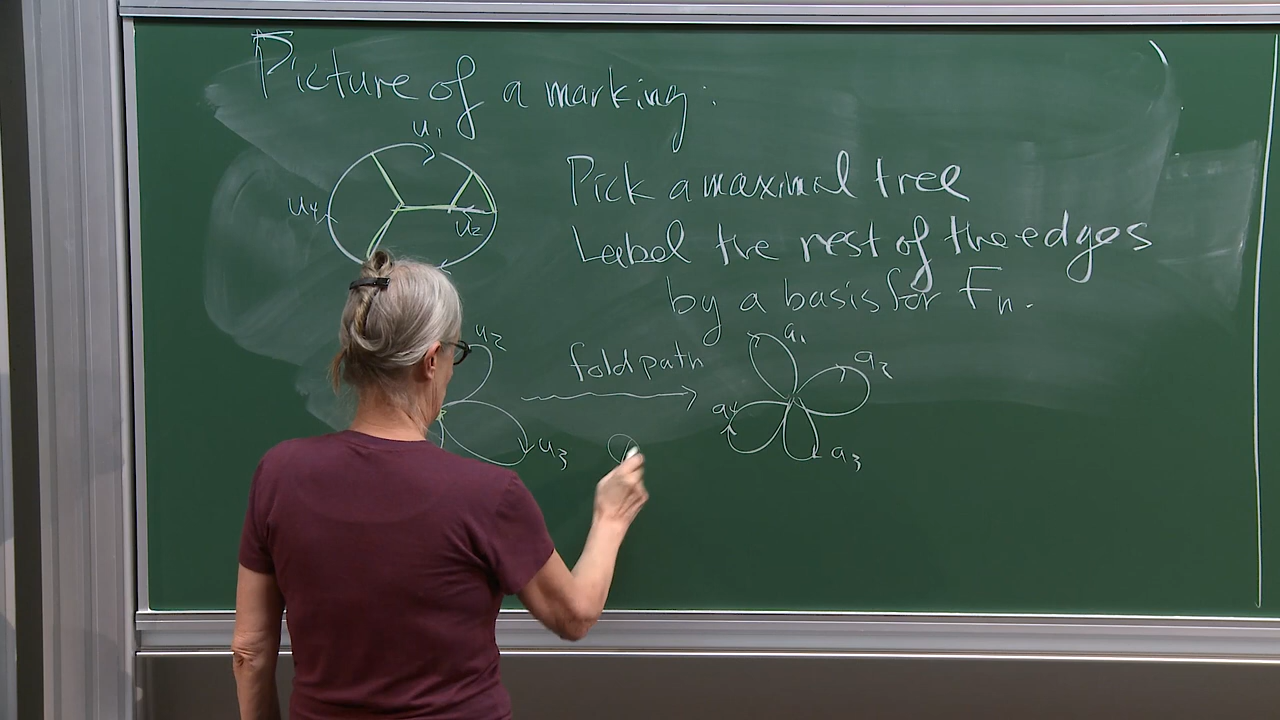 Picture of a marking:
u₁
u₄
u₂
Pick a maximal tree
Label the rest of the edges
by a basis for Fₙ.
u₂
u₃
fold path
a₁
a₂
a₃
a₄